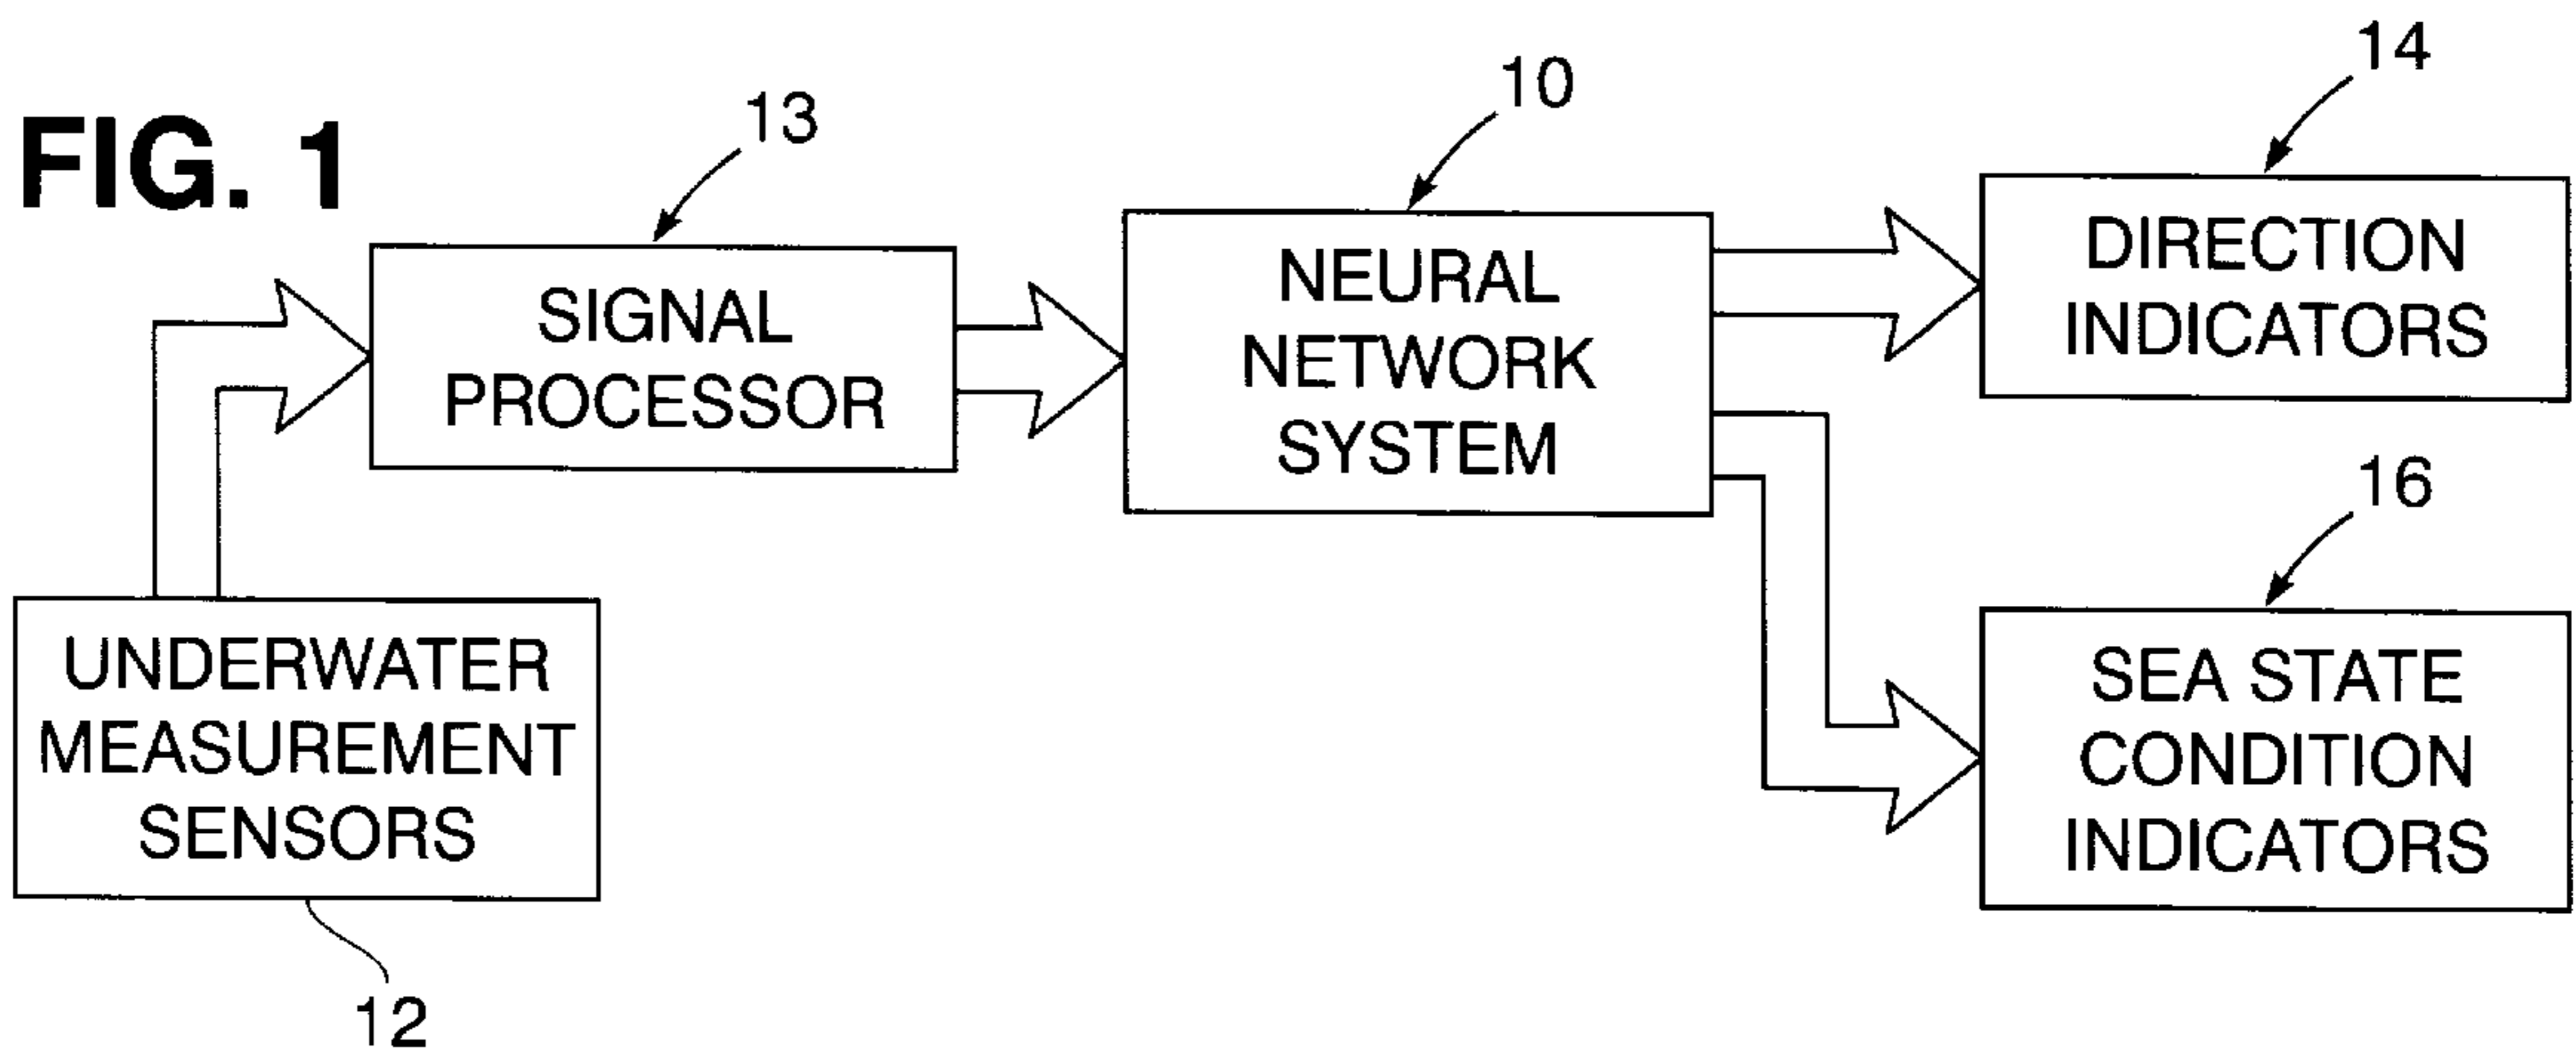 FIG. 1
13
10
14
SIGNAL
PROCESSOR
NEURAL
NETWORK
SYSTEM
DIRECTION
INDICATORS
16
UNDERWATER
MEASUREMENT
SENSORS
SEA STATE
CONDITION
INDICATORS
12